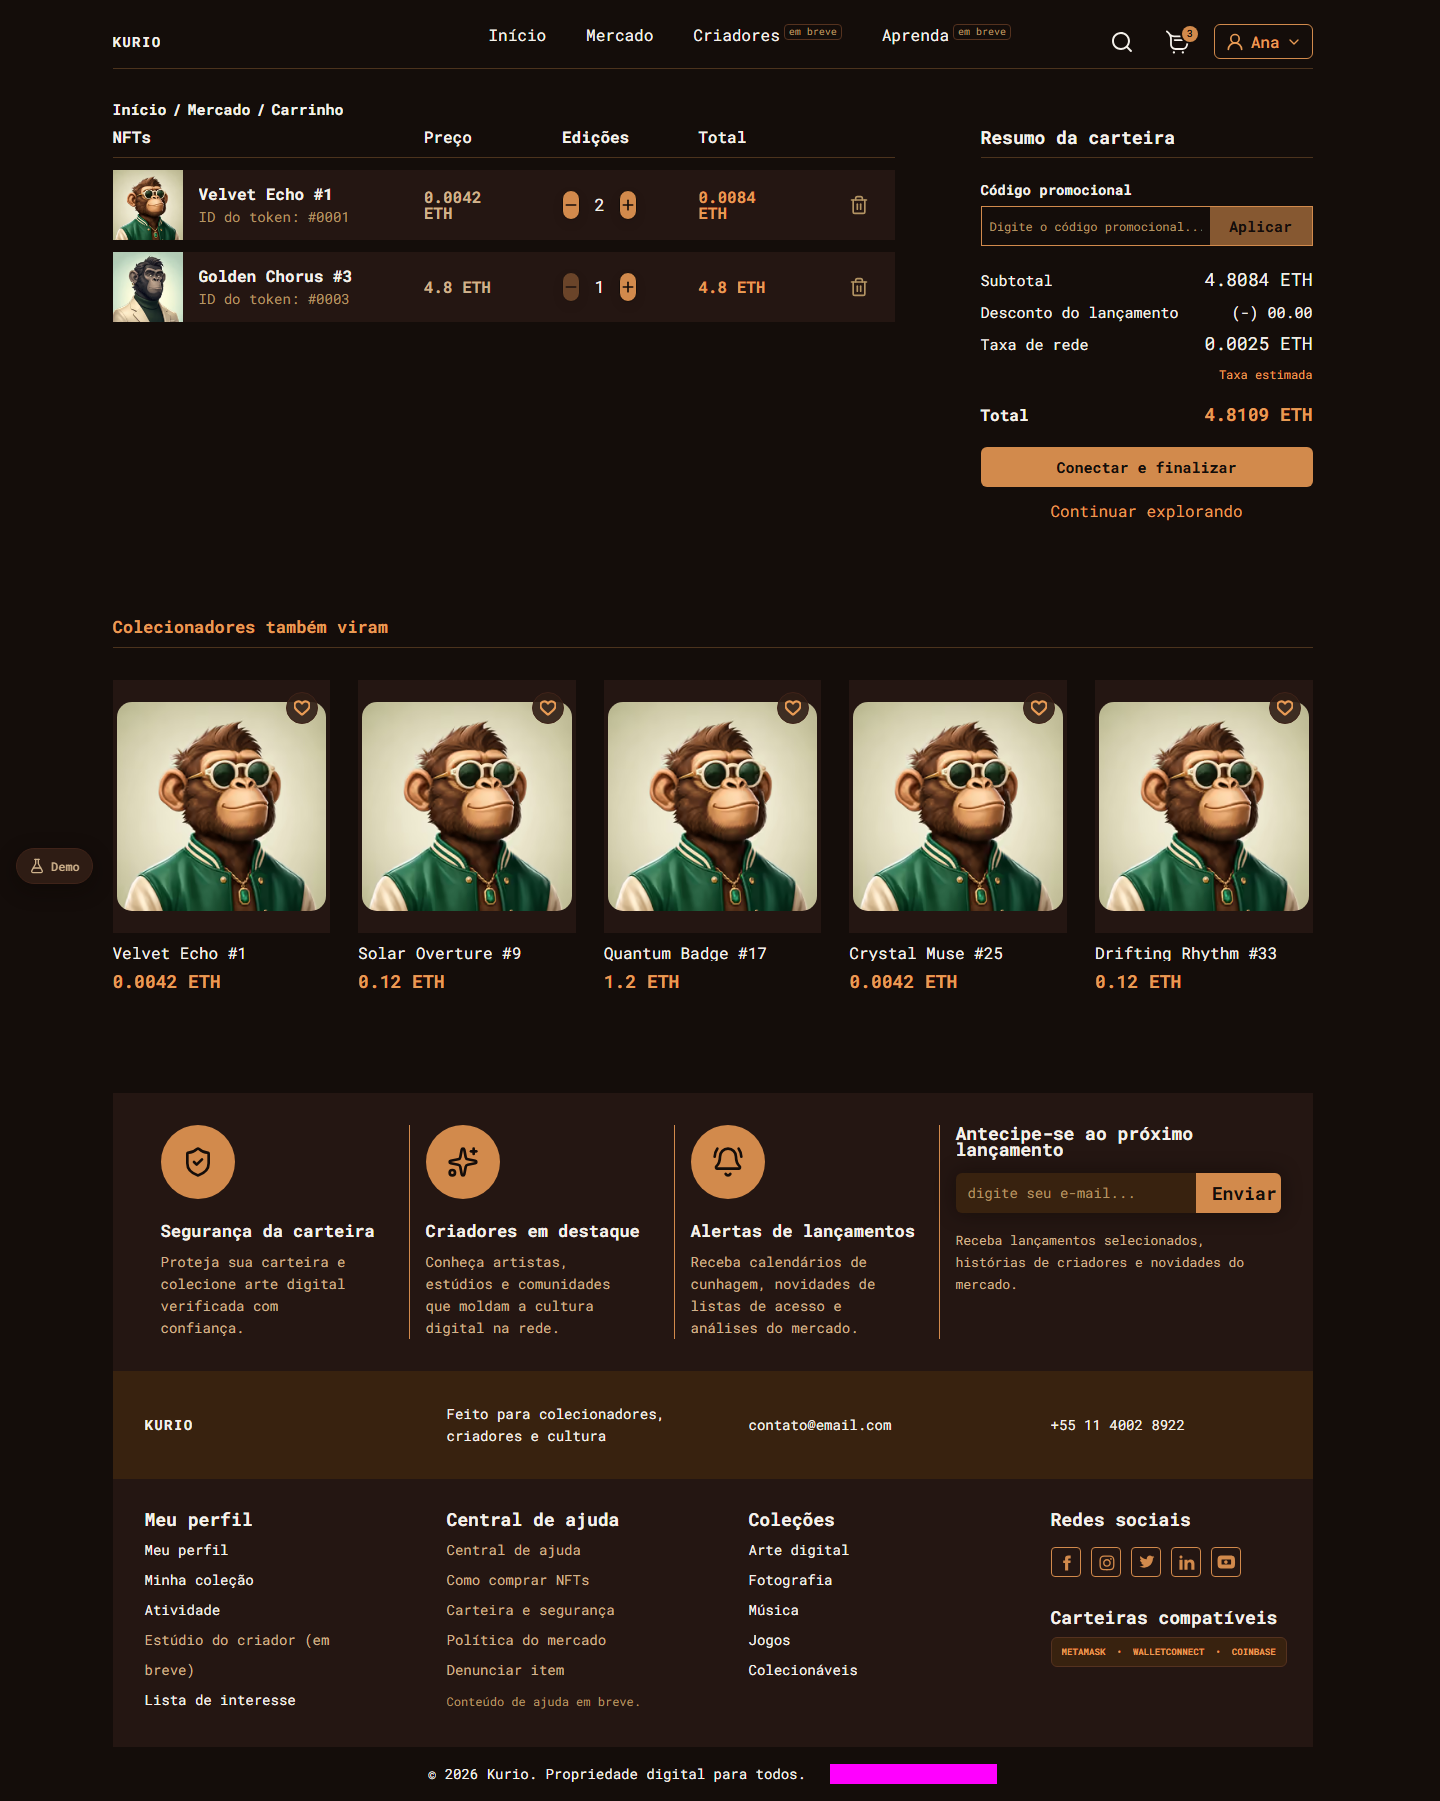 KURIO
Início
Mercado
Criadores em breve
Aprenda em breve
3
Ana
Início / Mercado / Carrinho
NFTs Preço Edições Total
Velvet Echo #1
ID do token: #0001
0.0042 ETH
2
0.0084 ETH
Golden Chorus #3
ID do token: #0003
4.8 ETH
1
4.8 ETH
Resumo da carteira
Código promocional
Digite o código promocional...
Aplicar
Subtotal 4.8084 ETH
Desconto do lançamento (-) 00.00
Taxa de rede 0.0025 ETH
Taxa estimada
Total 4.8109 ETH
Conectar e finalizar
Continuar explorando
Colecionadores também viram
Demo
Velvet Echo #1
0.0042 ETH
Solar Overture #9
0.12 ETH
Quantum Badge #17
1.2 ETH
Crystal Muse #25
0.0042 ETH
Drifting Rhythm #33
0.12 ETH
Segurança da carteira
Proteja sua carteira e
colecione arte digital
verificada com
confiança.
Criadores em destaque
Conheça artistas,
estúdios e comunidades
que moldam a cultura
digital na rede.
Alertas de lançamentos
Receba calendários de
cunhagem, novidades de
listas de acesso e
análises do mercado.
Antecipe-se ao próximo
lançamento
digite seu e-mail...
Enviar
Receba lançamentos selecionados,
histórias de criadores e novidades do
mercado.
KURIO
Feito para colecionadores,
criadores e cultura
contato@email.com
+55 11 4002 8922
Meu perfil
Meu perfil
Minha coleção
Atividade
Estúdio do criador (em
breve)
Lista de interesse
Central de ajuda
Central de ajuda
Como comprar NFTs
Carteira e segurança
Política do mercado
Denunciar item
Conteúdo de ajuda em breve.
Coleções
Arte digital
Fotografia
Música
Jogos
Colecionáveis
Redes sociais
Carteiras compatíveis
METAMASK • WALLETCONNECT • COINBASE
© 2026 Kurio. Propriedade digital para todos.